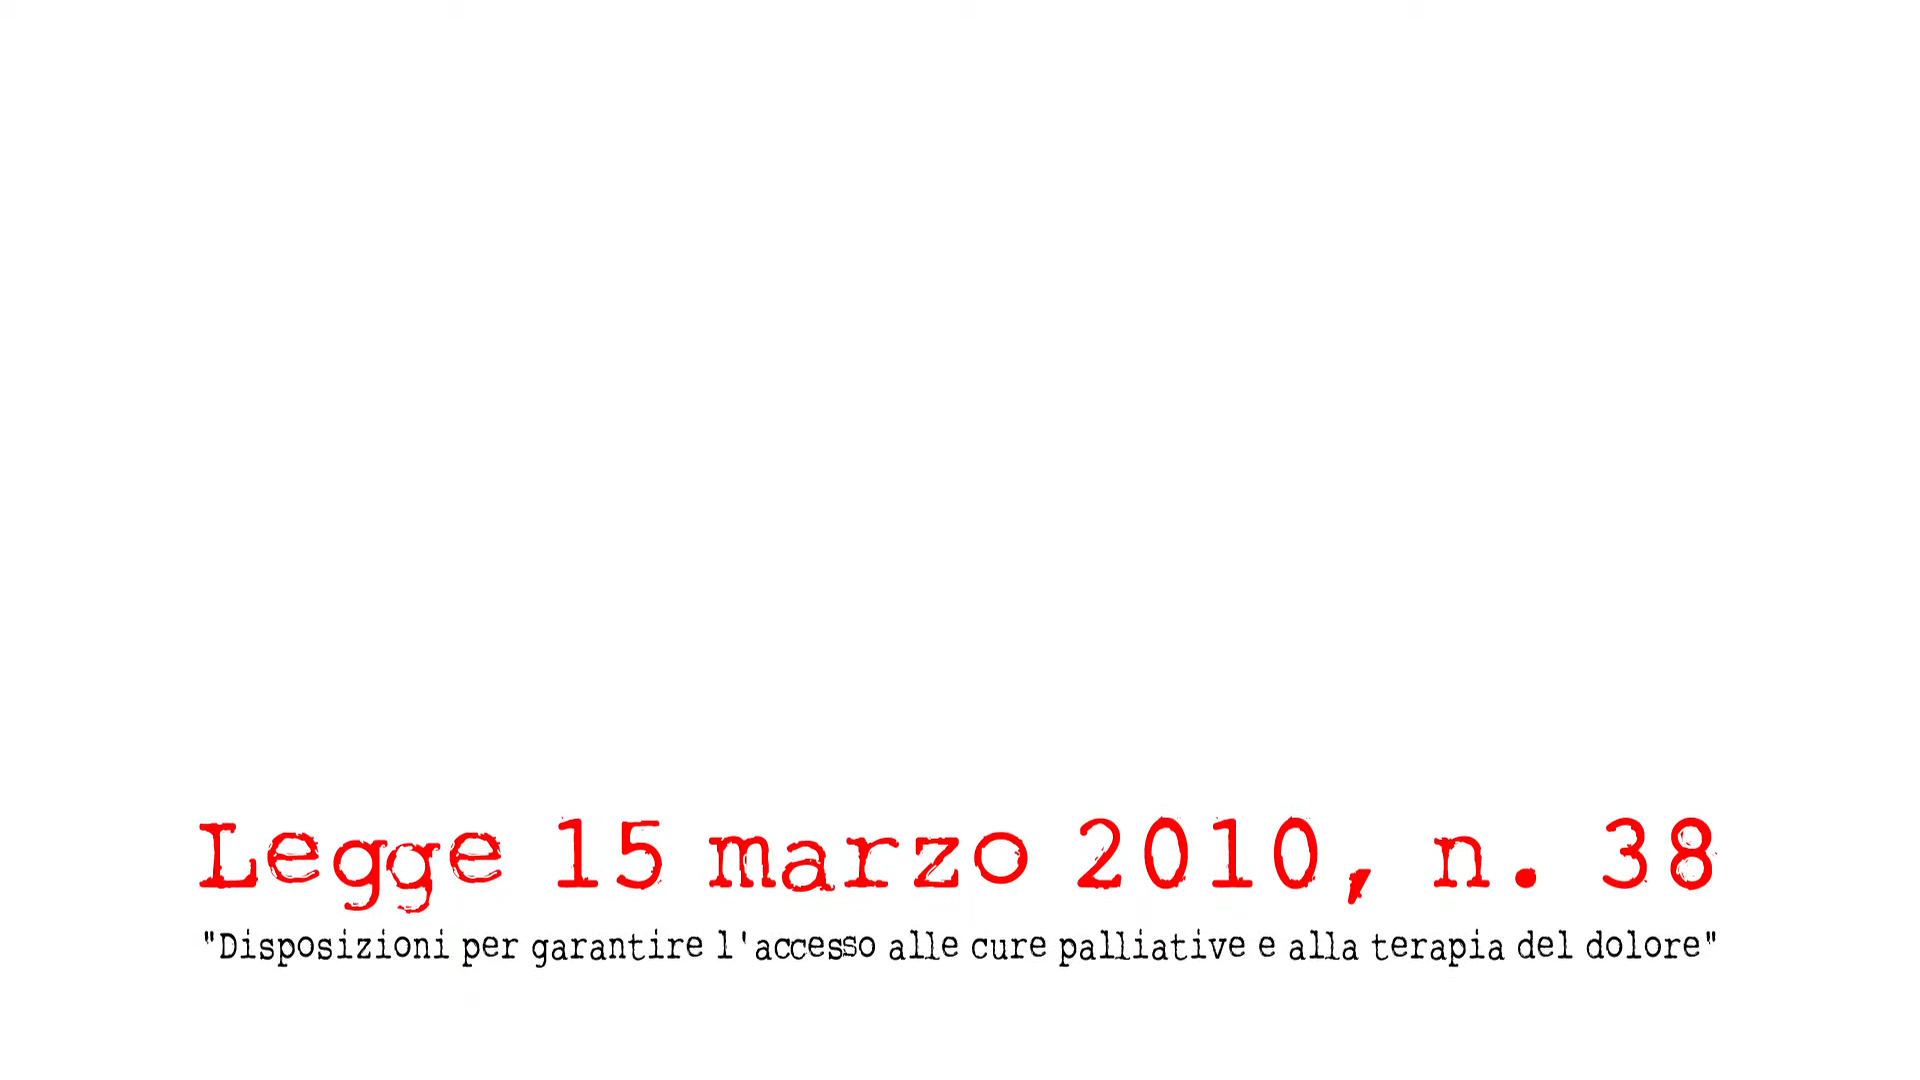 Legge 15 marzo 2010, n. 38
"Disposizioni per garantire l'accesso alle cure palliative e alla terapia del dolore"